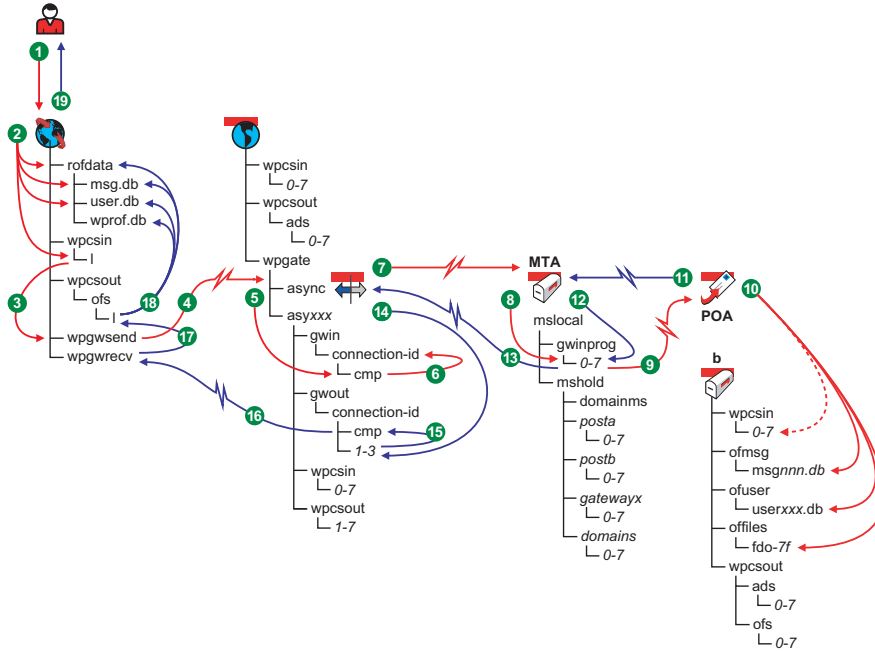 1
19
2
rofdata
msg.db
user.db
wprof.db
wpcsin
I
wpcsout
ofs
I
3
18
4
17
wpgwsend
wpgwrecv
16
wpcsin
0-7
wpcsout
ads
0-7
wpgate
async
asyxxx
5
7
14
gwin
connection-id
cmp
6
gwout
connection-id
cmp
15
1-3
wpcsin
0-7
wpcsout
1-7
MTA
11
8
12
mslocal
gwinprog
0-7
13
9
mshold
domainms
posta
0-7
postb
0-7
gatewayx
0-7
domains
0-7
10
POA
b
wpcsin
0-7
ofmsg
msgnnn.db
ofuser
userxxx.db
offiles
fdo-7f
wpcsout
ads
0-7
ofs
0-7